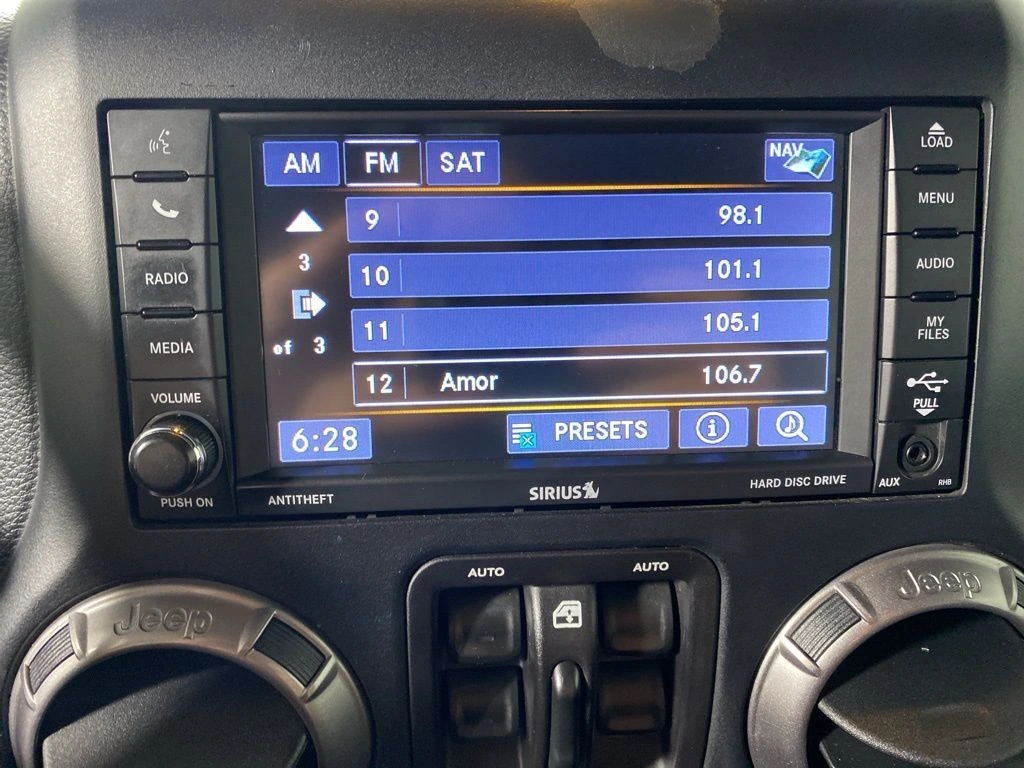 AM FM SAT NAV
9 98.1
3
10 101.1
11 105.1
of 3
12 Amor 106.7
6:28 PRESETS i
RADIO
MEDIA
VOLUME
PUSH ON
LOAD
MENU
AUDIO
MY
FILES
PULL
AUX RHB
ANTITHEFT SIRIUS HARD DISC DRIVE
AUTO AUTO
Jeep Jeep